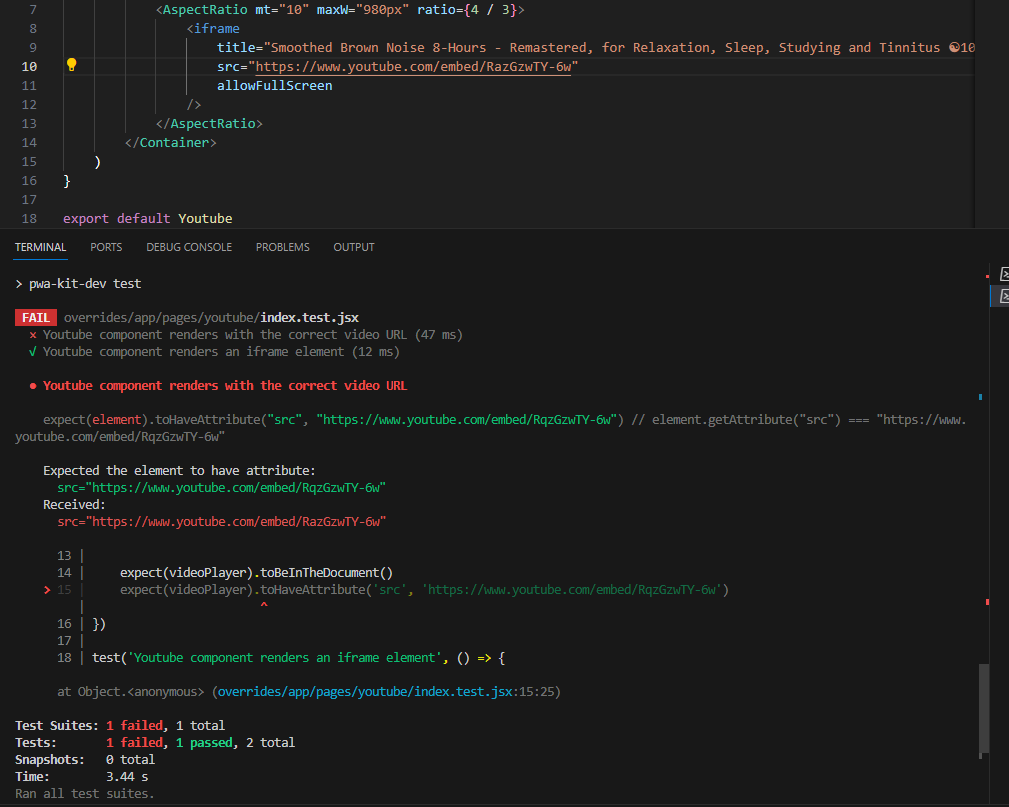 7 <AspectRatio mt="10" maxW="980px" ratio={4 / 3}>
8 <iframe
9 title="Smoothed Brown Noise 8-Hours - Remastered, for Relaxation, Sleep, Studying and Tinnitus ☯10
10 src="https://www.youtube.com/embed/RazGzwTY-6w"
11 allowFullScreen
12 />
13 </AspectRatio>
14 </Container>
15 )
16 }
17
18 export default Youtube
TERMINAL PORTS DEBUG CONSOLE PROBLEMS OUTPUT
> pwa-kit-dev test
FAIL overrides/app/pages/youtube/index.test.jsx
× Youtube component renders with the correct video URL (47 ms)
√ Youtube component renders an iframe element (12 ms)
● Youtube component renders with the correct video URL
expect(element).toHaveAttribute("src", "https://www.youtube.com/embed/RqzGzwTY-6w") // element.getAttribute("src") === "https://www.
youtube.com/embed/RqzGzwTY-6w"
Expected the element to have attribute:
src="https://www.youtube.com/embed/RqzGzwTY-6w"
Received:
src="https://www.youtube.com/embed/RazGzwTY-6w"
13 |
14 | expect(videoPlayer).toBeInTheDocument()
> 15 | expect(videoPlayer).toHaveAttribute('src', 'https://www.youtube.com/embed/RqzGzwTY-6w')
| ^
16 | })
17 |
18 | test('Youtube component renders an iframe element', () => {
at Object.<anonymous> (overrides/app/pages/youtube/index.test.jsx:15:25)
Test Suites: 1 failed, 1 total
Tests: 1 failed, 1 passed, 2 total
Snapshots: 0 total
Time: 3.44 s
Ran all test suites.